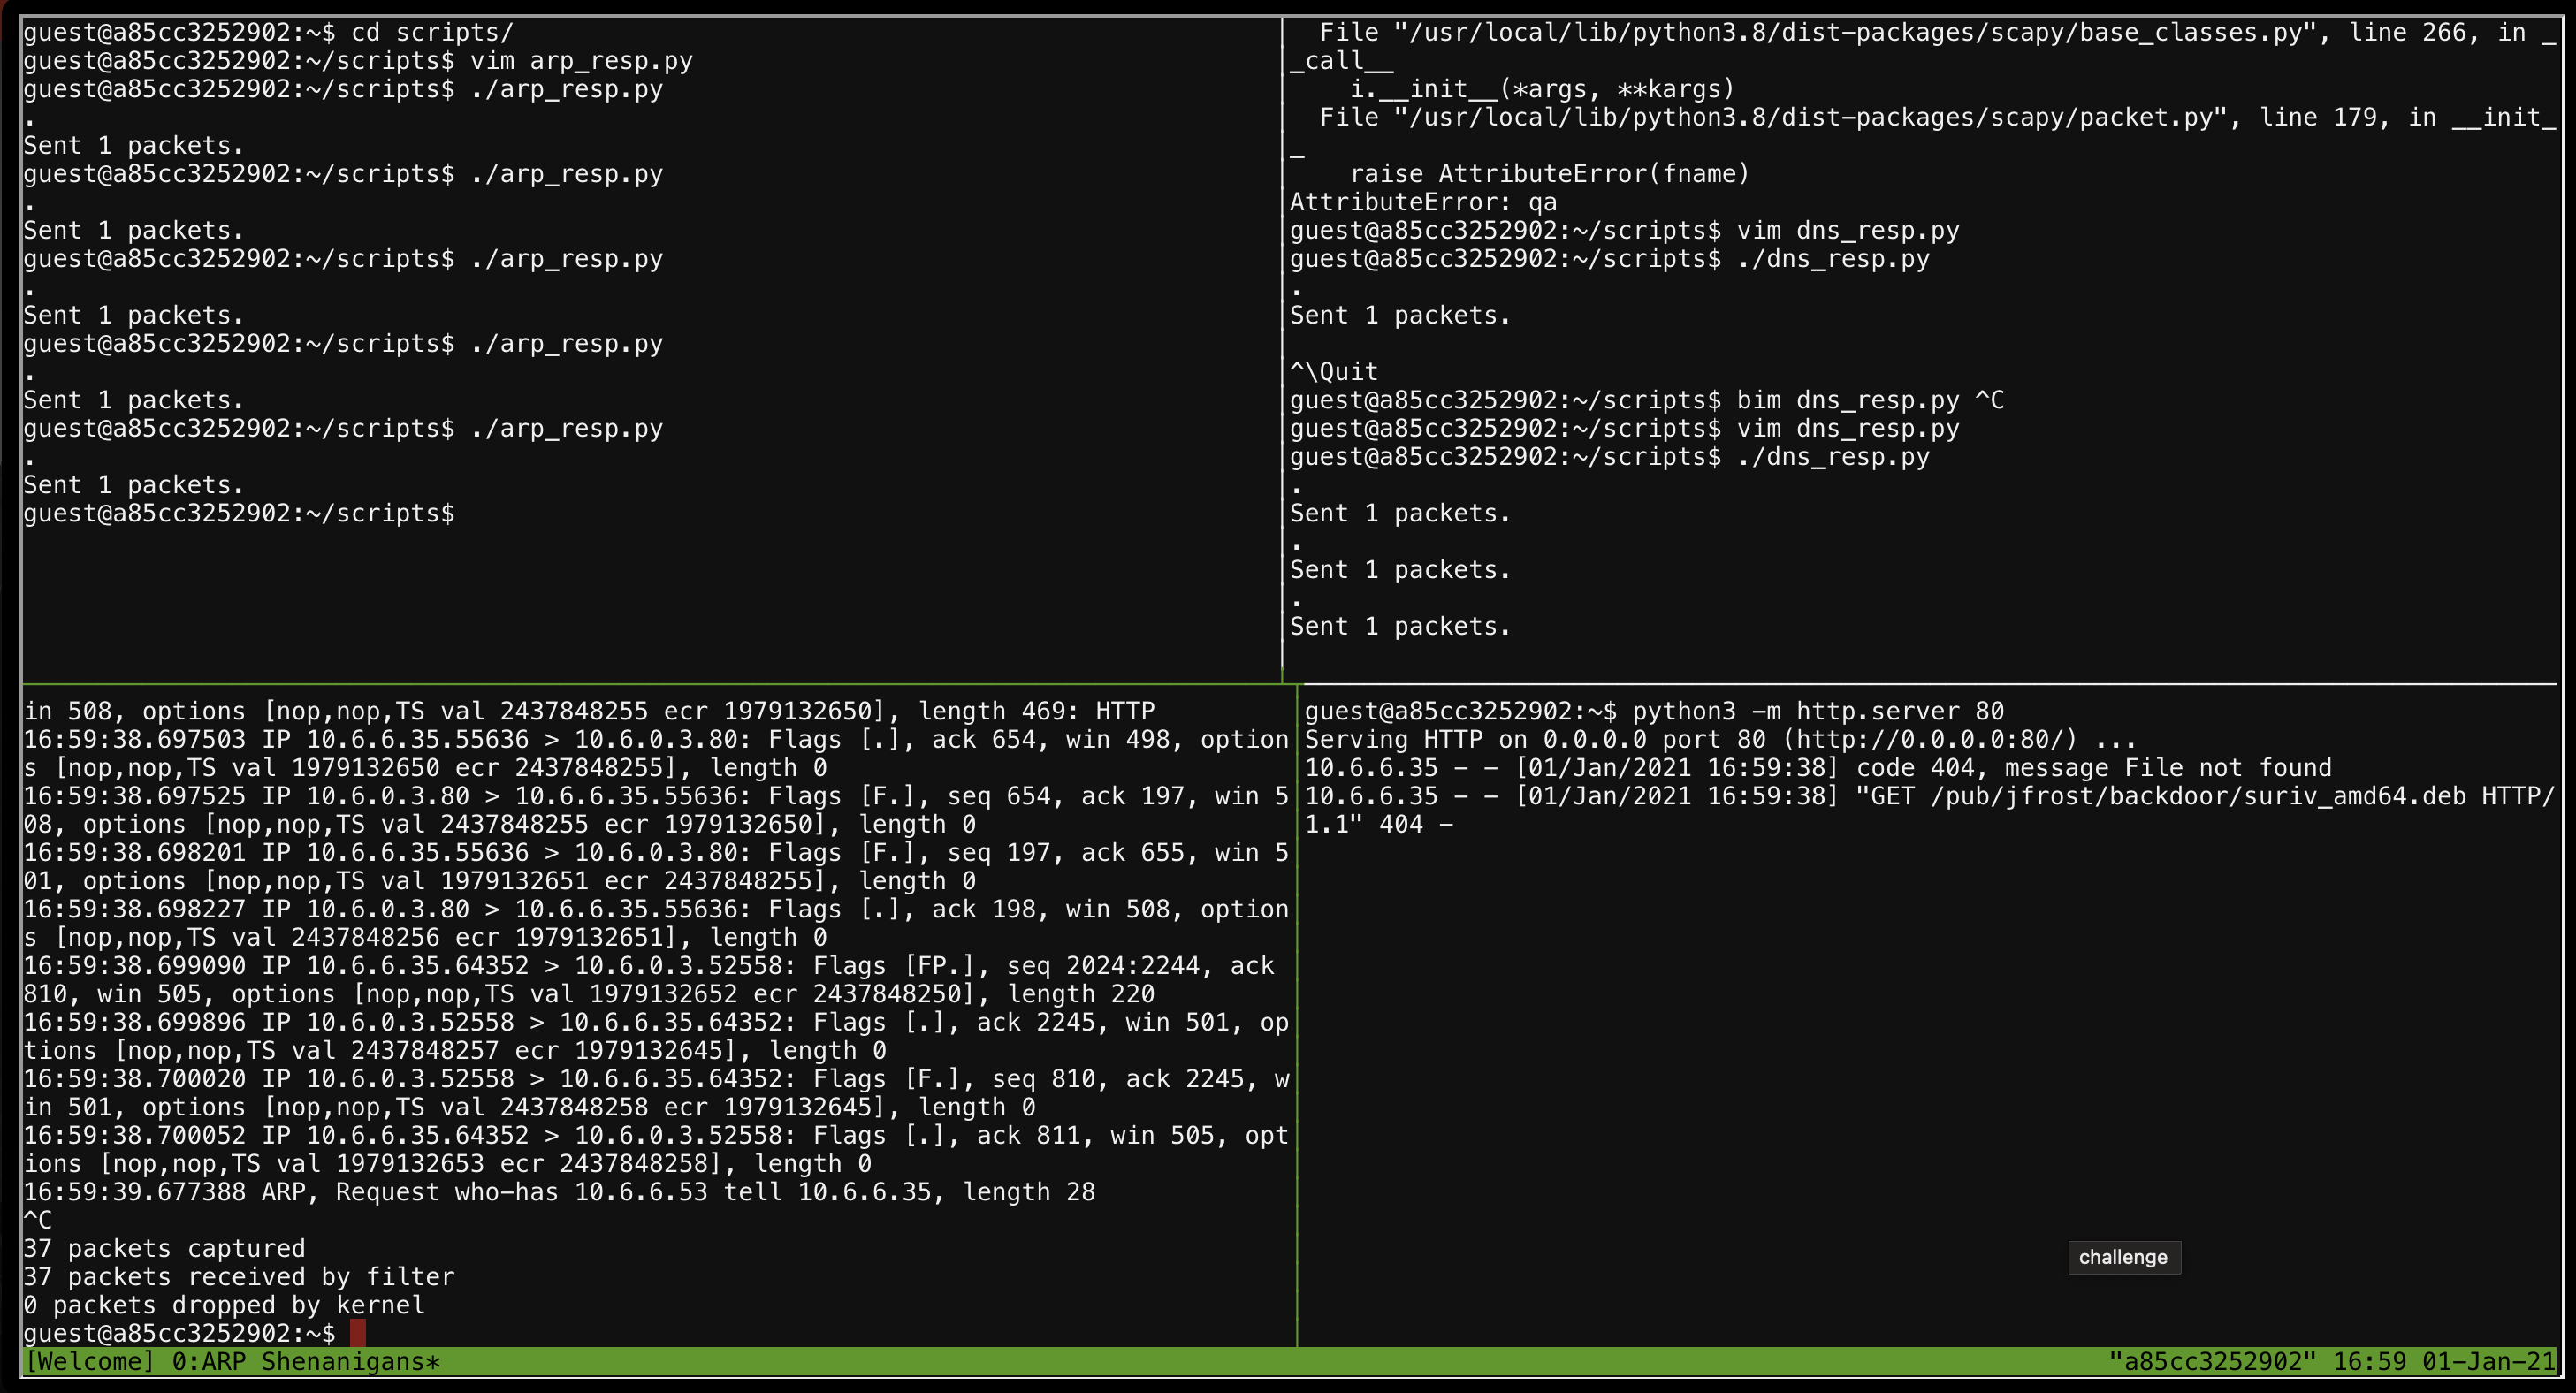 guest@a85cc3252902:~$ cd scripts/
guest@a85cc3252902:~/scripts$ vim arp_resp.py
guest@a85cc3252902:~/scripts$ ./arp_resp.py
.
Sent 1 packets.
guest@a85cc3252902:~/scripts$ ./arp_resp.py
.
Sent 1 packets.
guest@a85cc3252902:~/scripts$ ./arp_resp.py
.
Sent 1 packets.
guest@a85cc3252902:~/scripts$ ./arp_resp.py
.
Sent 1 packets.
guest@a85cc3252902:~/scripts$ ./arp_resp.py
.
Sent 1 packets.
guest@a85cc3252902:~/scripts$
File "/usr/local/lib/python3.8/dist-packages/scapy/base_classes.py", line 266, in _
_call__
i.__init__(*args, **kargs)
File "/usr/local/lib/python3.8/dist-packages/scapy/packet.py", line 179, in __init_
_
raise AttributeError(fname)
AttributeError: qa
guest@a85cc3252902:~/scripts$ vim dns_resp.py
guest@a85cc3252902:~/scripts$ ./dns_resp.py
.
Sent 1 packets.
^\Quit
guest@a85cc3252902:~/scripts$ bim dns_resp.py ^C
guest@a85cc3252902:~/scripts$ vim dns_resp.py
guest@a85cc3252902:~/scripts$ ./dns_resp.py
.
Sent 1 packets.
.
Sent 1 packets.
.
Sent 1 packets.
in 508, options [nop,nop,TS val 2437848255 ecr 1979132650], length 469: HTTP
16:59:38.697503 IP 10.6.6.35.55636 > 10.6.0.3.80: Flags [.], ack 654, win 498, option
s [nop,nop,TS val 1979132650 ecr 2437848255], length 0
16:59:38.697525 IP 10.6.0.3.80 > 10.6.6.35.55636: Flags [F.], seq 654, ack 197, win 5
08, options [nop,nop,TS val 2437848255 ecr 1979132650], length 0
16:59:38.698201 IP 10.6.6.35.55636 > 10.6.0.3.80: Flags [F.], seq 197, ack 655, win 5
01, options [nop,nop,TS val 1979132651 ecr 2437848255], length 0
16:59:38.698227 IP 10.6.0.3.80 > 10.6.6.35.55636: Flags [.], ack 198, win 508, option
s [nop,nop,TS val 2437848256 ecr 1979132651], length 0
16:59:38.699090 IP 10.6.6.35.64352 > 10.6.0.3.52558: Flags [FP.], seq 2024:2244, ack
810, win 505, options [nop,nop,TS val 1979132652 ecr 2437848250], length 220
16:59:38.699896 IP 10.6.0.3.52558 > 10.6.6.35.64352: Flags [.], ack 2245, win 501, op
tions [nop,nop,TS val 2437848257 ecr 1979132645], length 0
16:59:38.700020 IP 10.6.0.3.52558 > 10.6.6.35.64352: Flags [F.], seq 810, ack 2245, w
in 501, options [nop,nop,TS val 2437848258 ecr 1979132645], length 0
16:59:38.700052 IP 10.6.6.35.64352 > 10.6.0.3.52558: Flags [.], ack 811, win 505, opt
ions [nop,nop,TS val 1979132653 ecr 2437848258], length 0
16:59:39.677388 ARP, Request who-has 10.6.6.53 tell 10.6.6.35, length 28
^C
37 packets captured
37 packets received by filter
0 packets dropped by kernel
guest@a85cc3252902:~$
guest@a85cc3252902:~$ python3 -m http.server 80
Serving HTTP on 0.0.0.0 port 80 (http://0.0.0.0:80/) ...
10.6.6.35 - - [01/Jan/2021 16:59:38] code 404, message File not found
10.6.6.35 - - [01/Jan/2021 16:59:38] "GET /pub/jfrost/backdoor/suriv_amd64.deb HTTP/
1.1" 404 -
challenge
[Welcome] 0:ARP Shenanigans* "a85cc3252902" 16:59 01-Jan-21